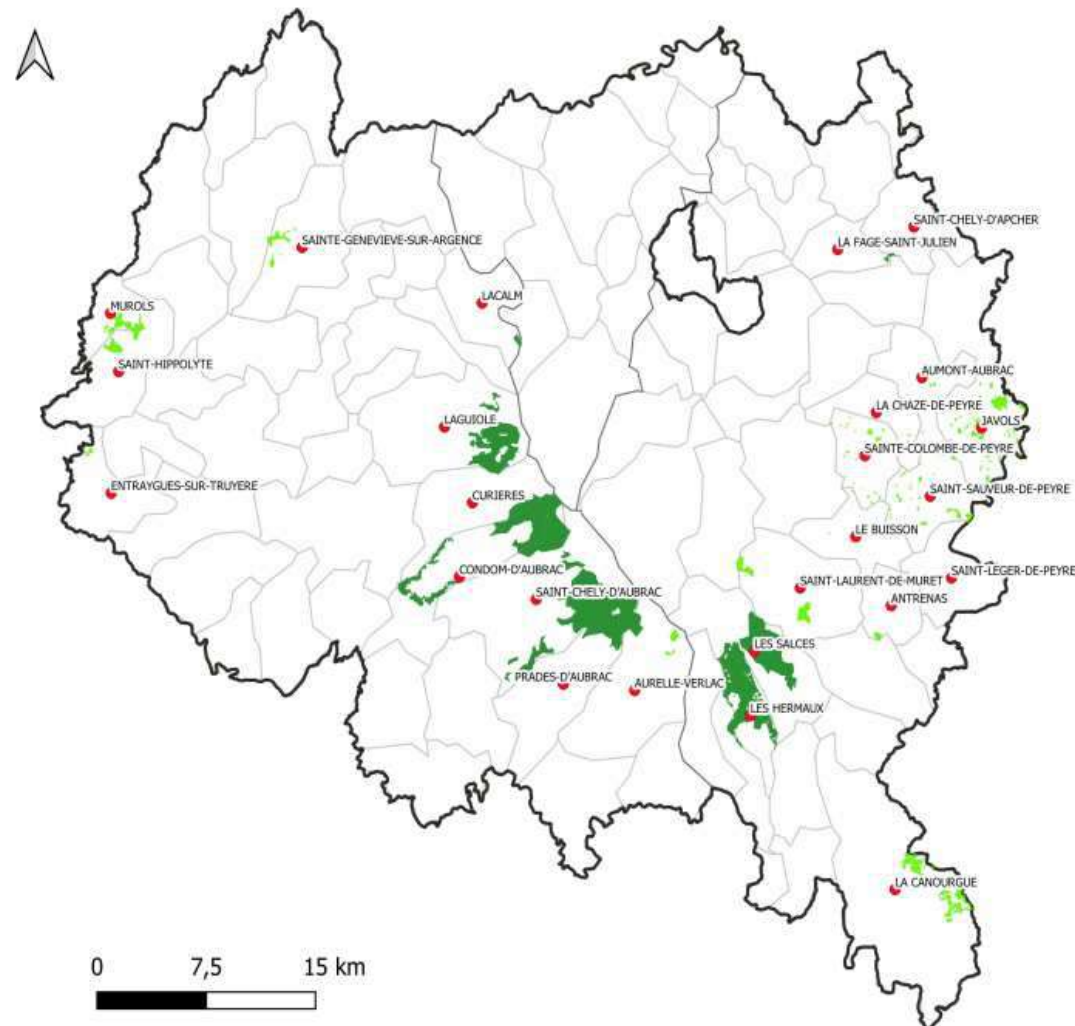 SAINT-CHELY-D'APCHER
SAINTE-GENEVIEVE-SUR-ARGENCE
LA FAGE-SAINT-JULIEN
LACALM
MUROLS
SAINT-HIPPOLYTE
AUMONT-AUBRAC
LA CHAZE-DE-PEYRE
LAGUIOLE
JAVOLS
SAINTE-COLOMBE-DE-PEYRE
ENTRAYGUES-SUR-TRUYERE
SAINT-SAUVEUR-DE-PEYRE
CURIERES
LE BUISSON
CONDOM-D'AUBRAC
SAINT-LEGER-DE-PEYRE
SAINT-LAURENT-DE-MURET
SAINT-CHELY-D'AUBRAC
ANTRENAS
LES SALCES
PRADES-D'AUBRAC
AURELLE-VERLAC
LES HERMAUX
LA CANOURGUE
0 7,5 15 km